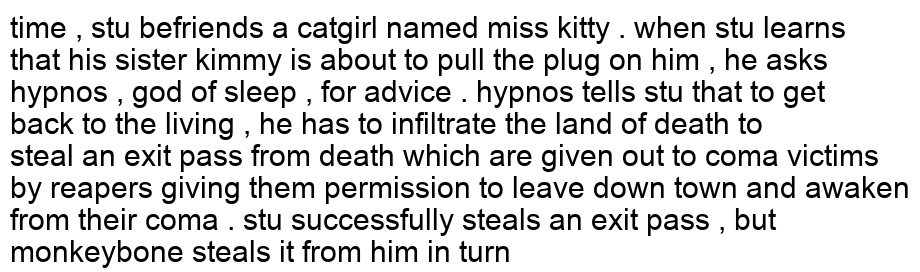 time , stu befriends a catgirl named miss kitty . when stu learns
that his sister kimmy is about to pull the plug on him , he asks
hypnos , god of sleep , for advice . hypnos tells stu that to get
back to the living , he has to infiltrate the land of death to
steal an exit pass from death which are given out to coma victims
by reapers giving them permission to leave down town and awaken
from their coma . stu successfully steals an exit pass , but
monkeybone steals it from him in turn